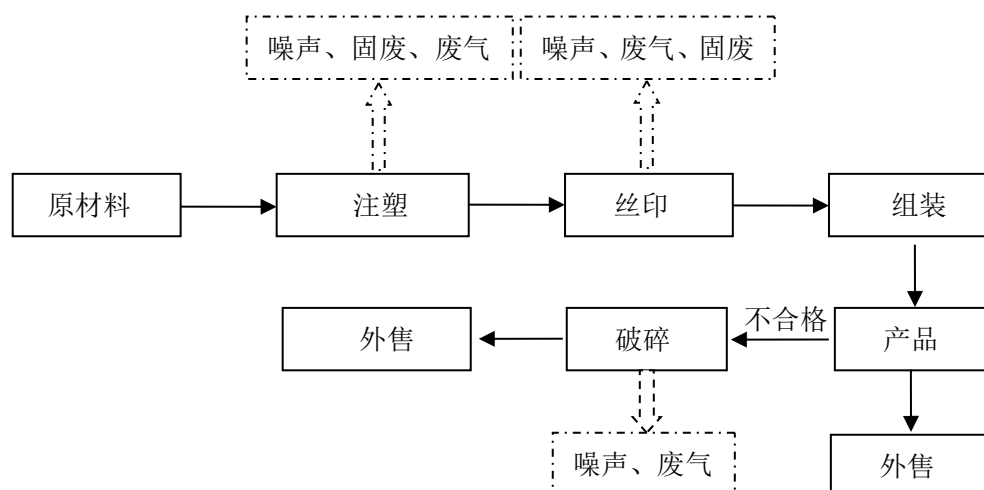 噪声、固废、废气
噪声、废气、固废
原材料
注塑
丝印
组装
外售
破碎
不合格
产品
噪声、废气
外售